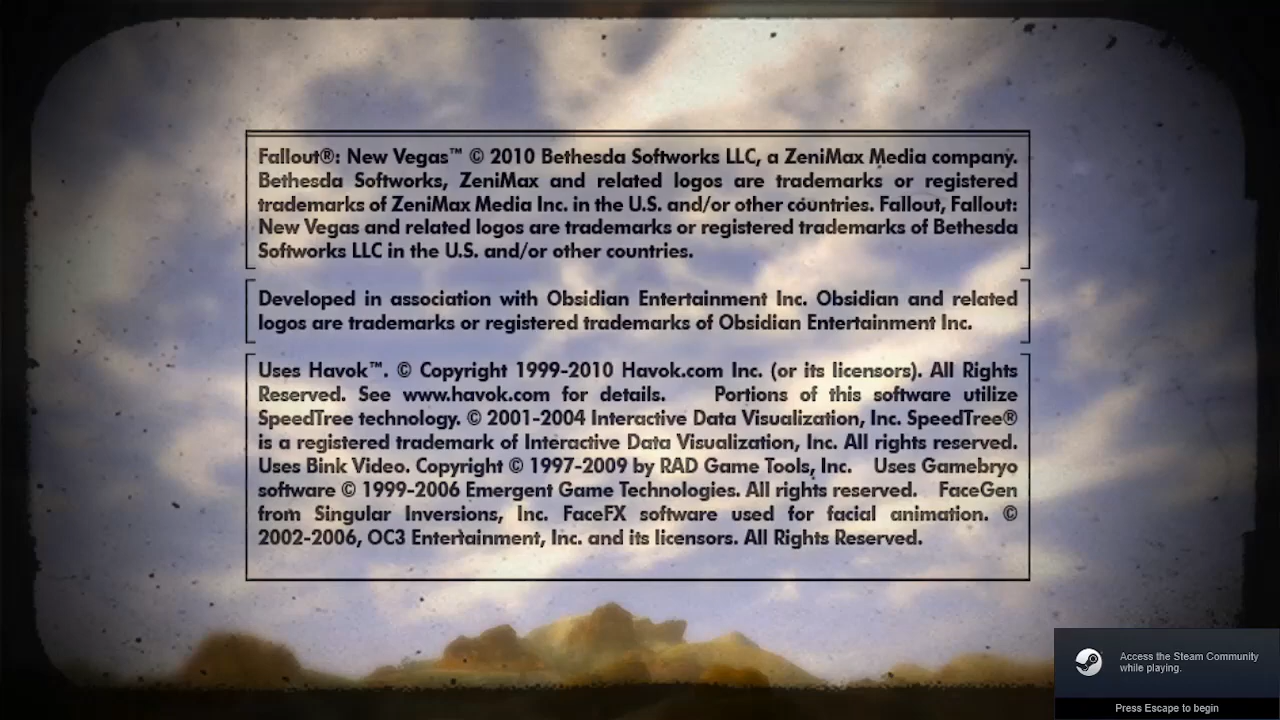 Fallout®: New Vegas™ © 2010 Bethesda Softworks LLC, a ZeniMax Media company.
Bethesda Softworks, ZeniMax and related logos are trademarks or registered
trademarks of ZeniMax Media Inc. in the U.S. and/or other countries. Fallout, Fallout:
New Vegas and related logos are trademarks or registered trademarks of Bethesda
Softworks LLC in the U.S. and/or other countries.
Developed in association with Obsidian Entertainment Inc. Obsidian and related
logos are trademarks or registered trademarks of Obsidian Entertainment Inc.
Uses Havok™. © Copyright 1999-2010 Havok.com Inc. (or its licensors). All Rights
Reserved. See www.havok.com for details. Portions of this software utilize
SpeedTree technology. © 2001-2004 Interactive Data Visualization, Inc. SpeedTree®
is a registered trademark of Interactive Data Visualization, Inc. All rights reserved.
Uses Bink Video. Copyright © 1997-2009 by RAD Game Tools, Inc. Uses Gamebryo
software © 1999-2006 Emergent Game Technologies. All rights reserved. FaceGen
from Singular Inversions, Inc. FaceFX software used for facial animation. ©
2002-2006, OC3 Entertainment, Inc. and its licensors. All Rights Reserved.
Access the Steam Community
while playing.
Press Escape to begin